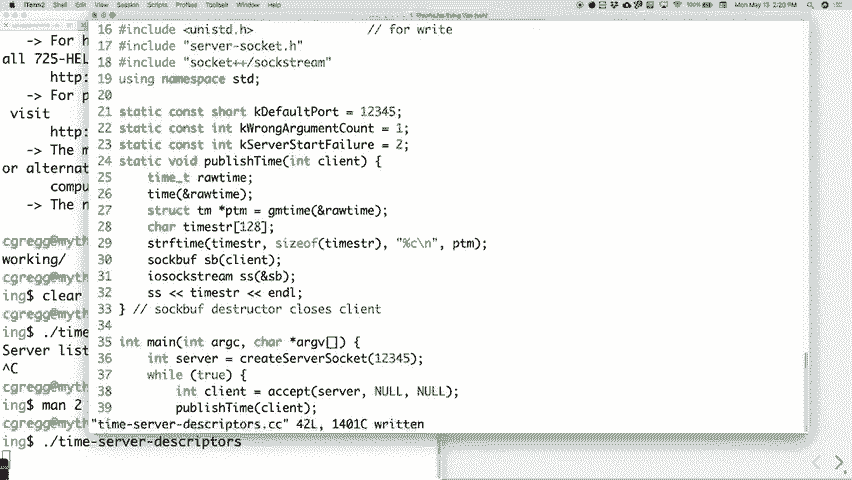 iTerm2 Shell Edit View Session Scripts Profiles Toolbelt Window Help
100% Mon May 13 2:20 PM
-> For h
all 725-HEL
http:
-> For p
visit
http:
-> The m
or alternat
compu
-> The n
cgregg@myth
working/
cgregg@myth
ing$ clear
cgregg@myth
ing$ ./time
Server list
^C
cgregg@myth
ing$ man 2
cgregg@myth
ing$ ./time-server-descriptors
16 #include <unistd.h> // for write
17 #include "server-socket.h"
18 #include "socket++/sockstream"
19 using namespace std;
20
21 static const short kDefaultPort = 12345;
22 static const int kWrongArgumentCount = 1;
23 static const int kServerStartFailure = 2;
24 static void publishTime(int client) {
25 time_t rawtime;
26 time(&rawtime);
27 struct tm *ptm = gmtime(&rawtime);
28 char timestr[128];
29 strftime(timestr, sizeof(timestr), "%c\n", ptm);
30 sockbuf sb(client);
31 iosockstream ss(&sb);
32 ss << timestr << endl;
33 } // sockbuf destructor closes client
34
35 int main(int argc, char *argv[]) {
36 int server = createServerSocket(12345);
37 while (true) {
38 int client = accept(server, NULL, NULL);
39 publishTime(client);
"time-server-descriptors.cc" 42L, 1401C written